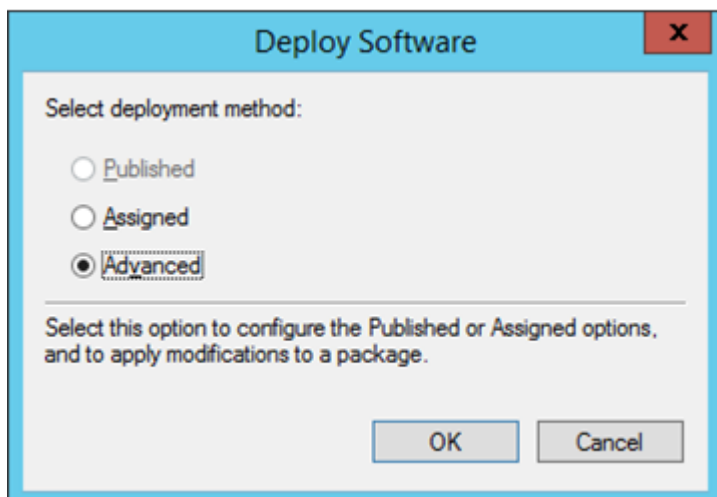 Deploy Software
x
Select deployment method:
Published
Assigned
Advanced
Select this option to configure the Published or Assigned options,
and to apply modifications to a package.
OK
Cancel